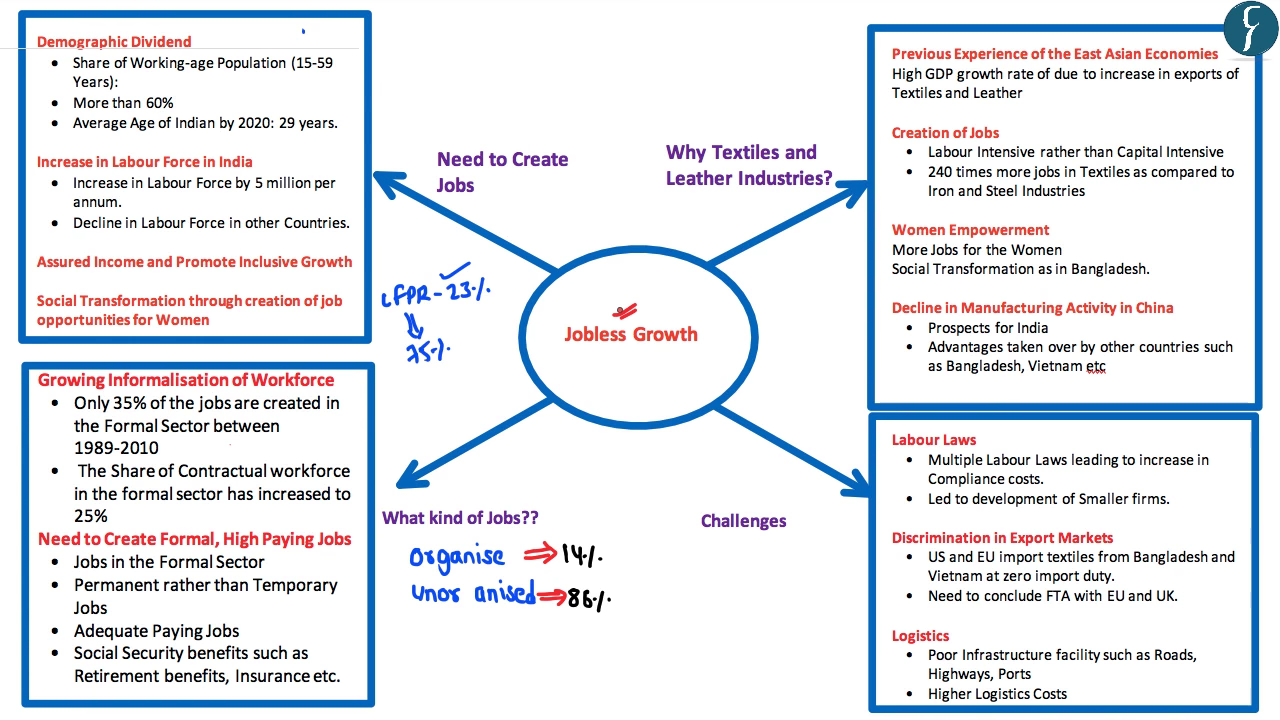 Demographic Dividend
• Share of Working-age Population (15-59
Years):
• More than 60%
• Average Age of Indian by 2020: 29 years.
Increase in Labour Force in India
• Increase in Labour Force by 5 million per
annum.
• Decline in Labour Force in other Countries.
Assured Income and Promote Inclusive Growth
Social Transformation through creation of job
opportunities for Women
Need to Create
Jobs
Why Textiles and
Leather Industries?
Previous Experience of the East Asian Economies
High GDP growth rate of due to increase in exports of
Textiles and Leather
Creation of Jobs
• Labour Intensive rather than Capital Intensive
• 240 times more jobs in Textiles as compared to
Iron and Steel Industries
Women Empowerment
More Jobs for the Women
Social Transformation as in Bangladesh.
Decline in Manufacturing Activity in China
• Prospects for India
• Advantages taken over by other countries such
as Bangladesh, Vietnam etc
LFPR - 23%
75%
Jobless Growth
Growing Informalisation of Workforce
• Only 35% of the jobs are created in
the Formal Sector between
1989-2010
• The Share of Contractual workforce
in the formal sector has increased to
25%
Need to Create Formal, High Paying Jobs
• Jobs in the Formal Sector
• Permanent rather than Temporary
Jobs
• Adequate Paying Jobs
• Social Security benefits such as
Retirement benefits, Insurance etc.
What kind of Jobs??
organise ⇒ 14%
unor anised ⇒ 86%
Challenges
Labour Laws
• Multiple Labour Laws leading to increase in
Compliance costs.
• Led to development of Smaller firms.
Discrimination in Export Markets
• US and EU import textiles from Bangladesh and
Vietnam at zero import duty.
• Need to conclude FTA with EU and UK.
Logistics
• Poor Infrastructure facility such as Roads,
Highways, Ports
• Higher Logistics Costs